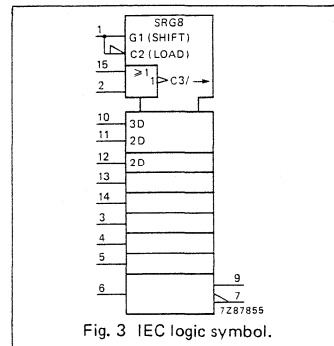 SRG8
1
G1 (SHIFT)
C2 (LOAD)
15
≥1
1
C3/→
2
10
3D
11
2D
12
2D
13
14
3
4
5
6
9
7
7Z87855
Fig. 3 IEC logic symbol.